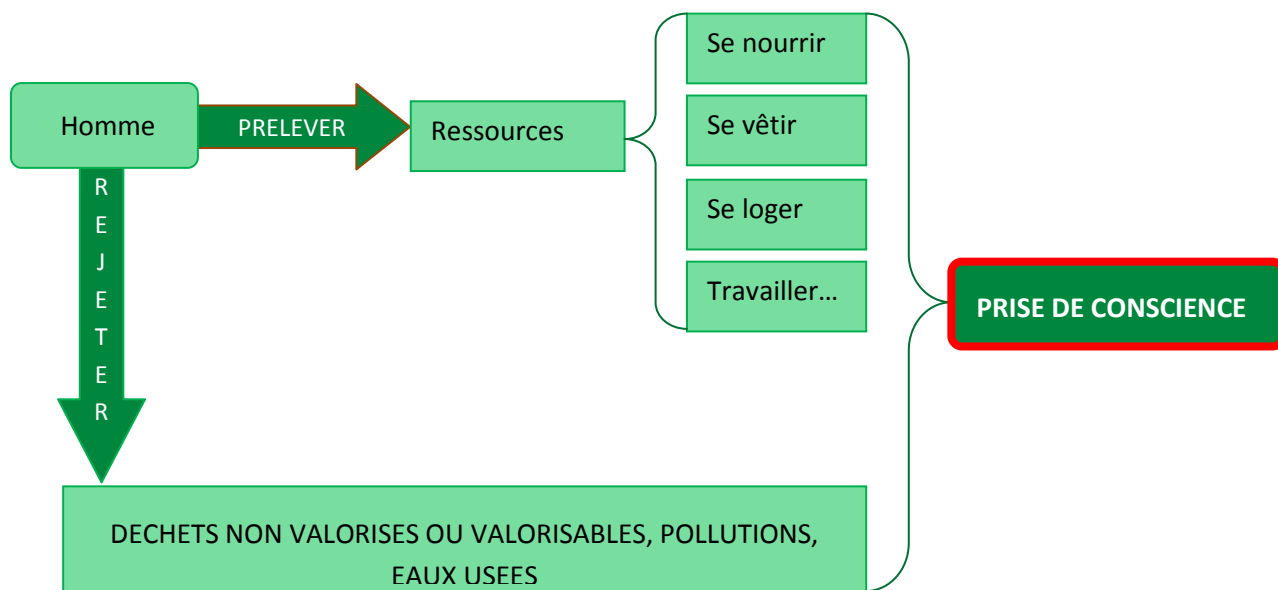 Se nourrir
Homme
PRELEVER
Ressources
Se vêtir
REJETER
Se loger
Travailler...
PRISE DE CONSCIENCE
DECHETS NON VALORISES OU VALORISABLES, POLLUTIONS,
EAUX USEES